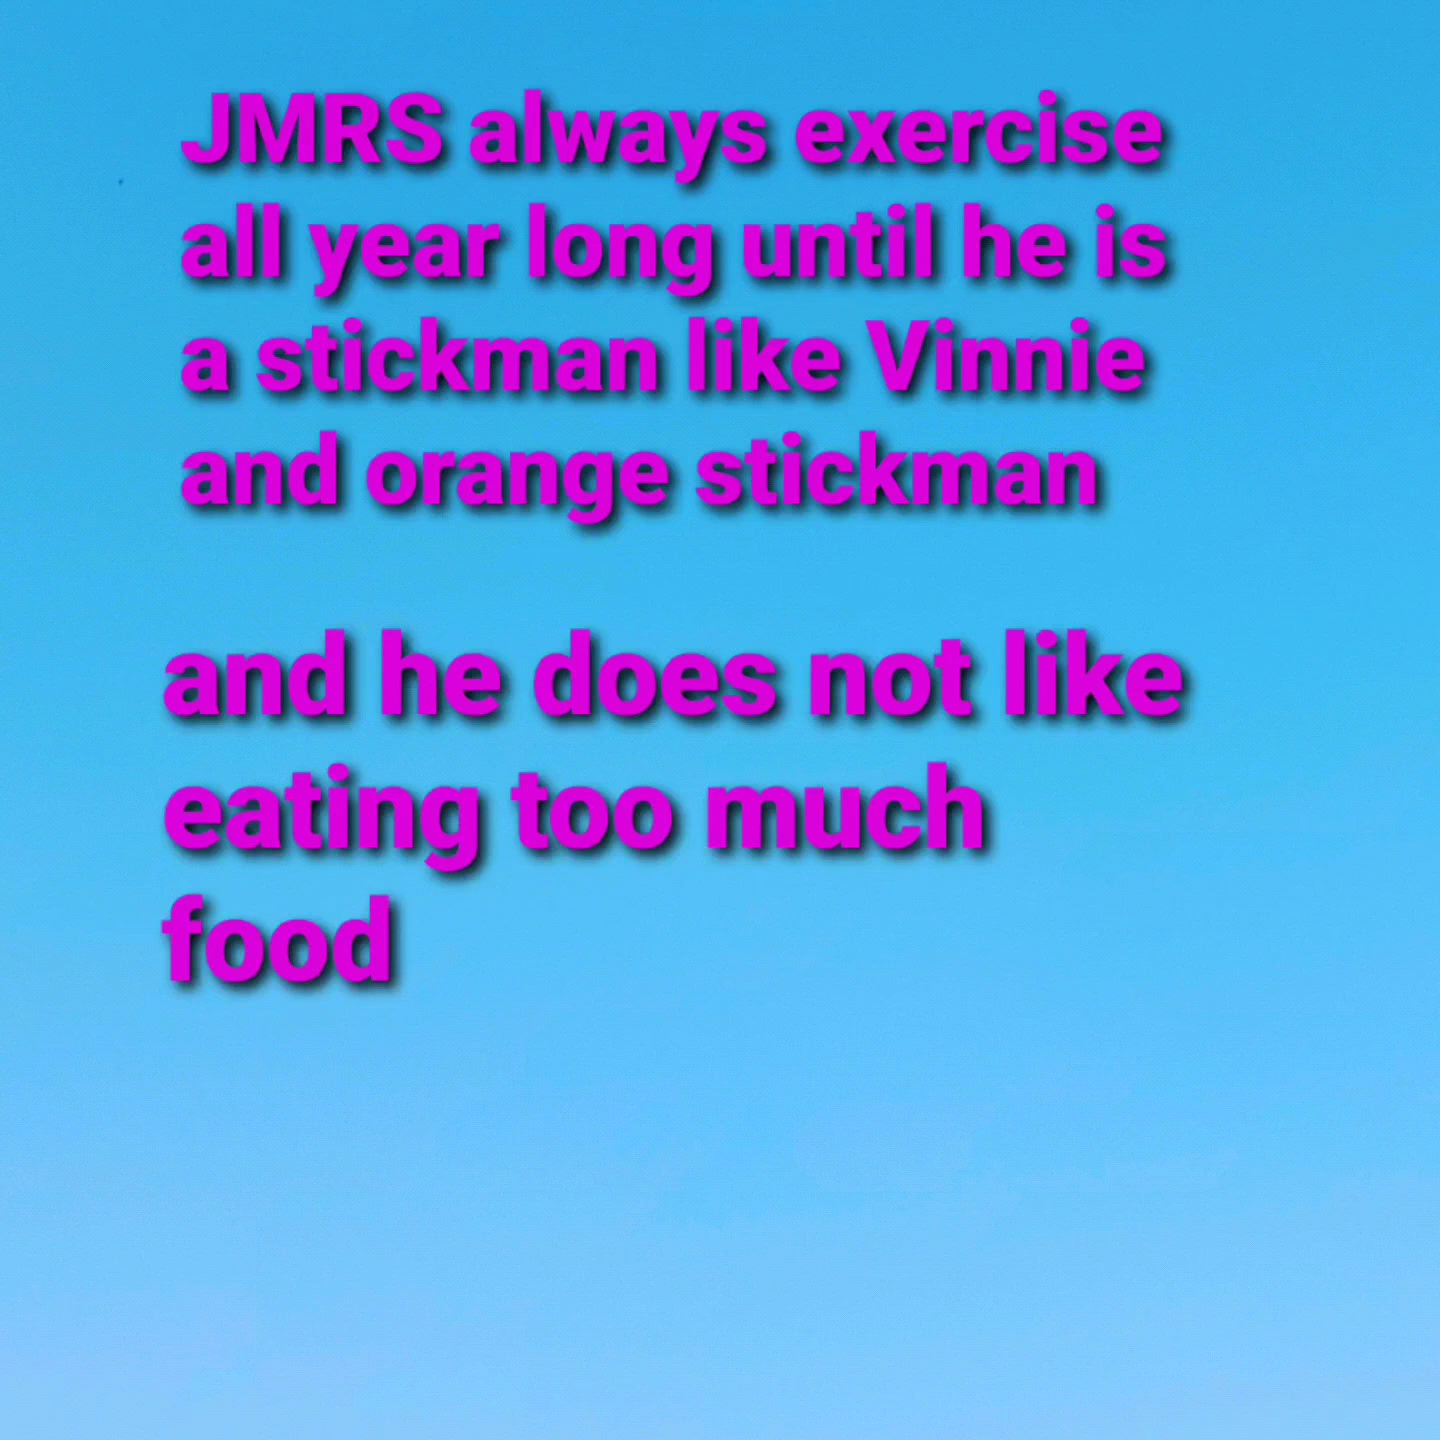 JMRS always exercise
all year long until he is
a stickman like Vinnie
and orange stickman
and he does not like
eating too much
food